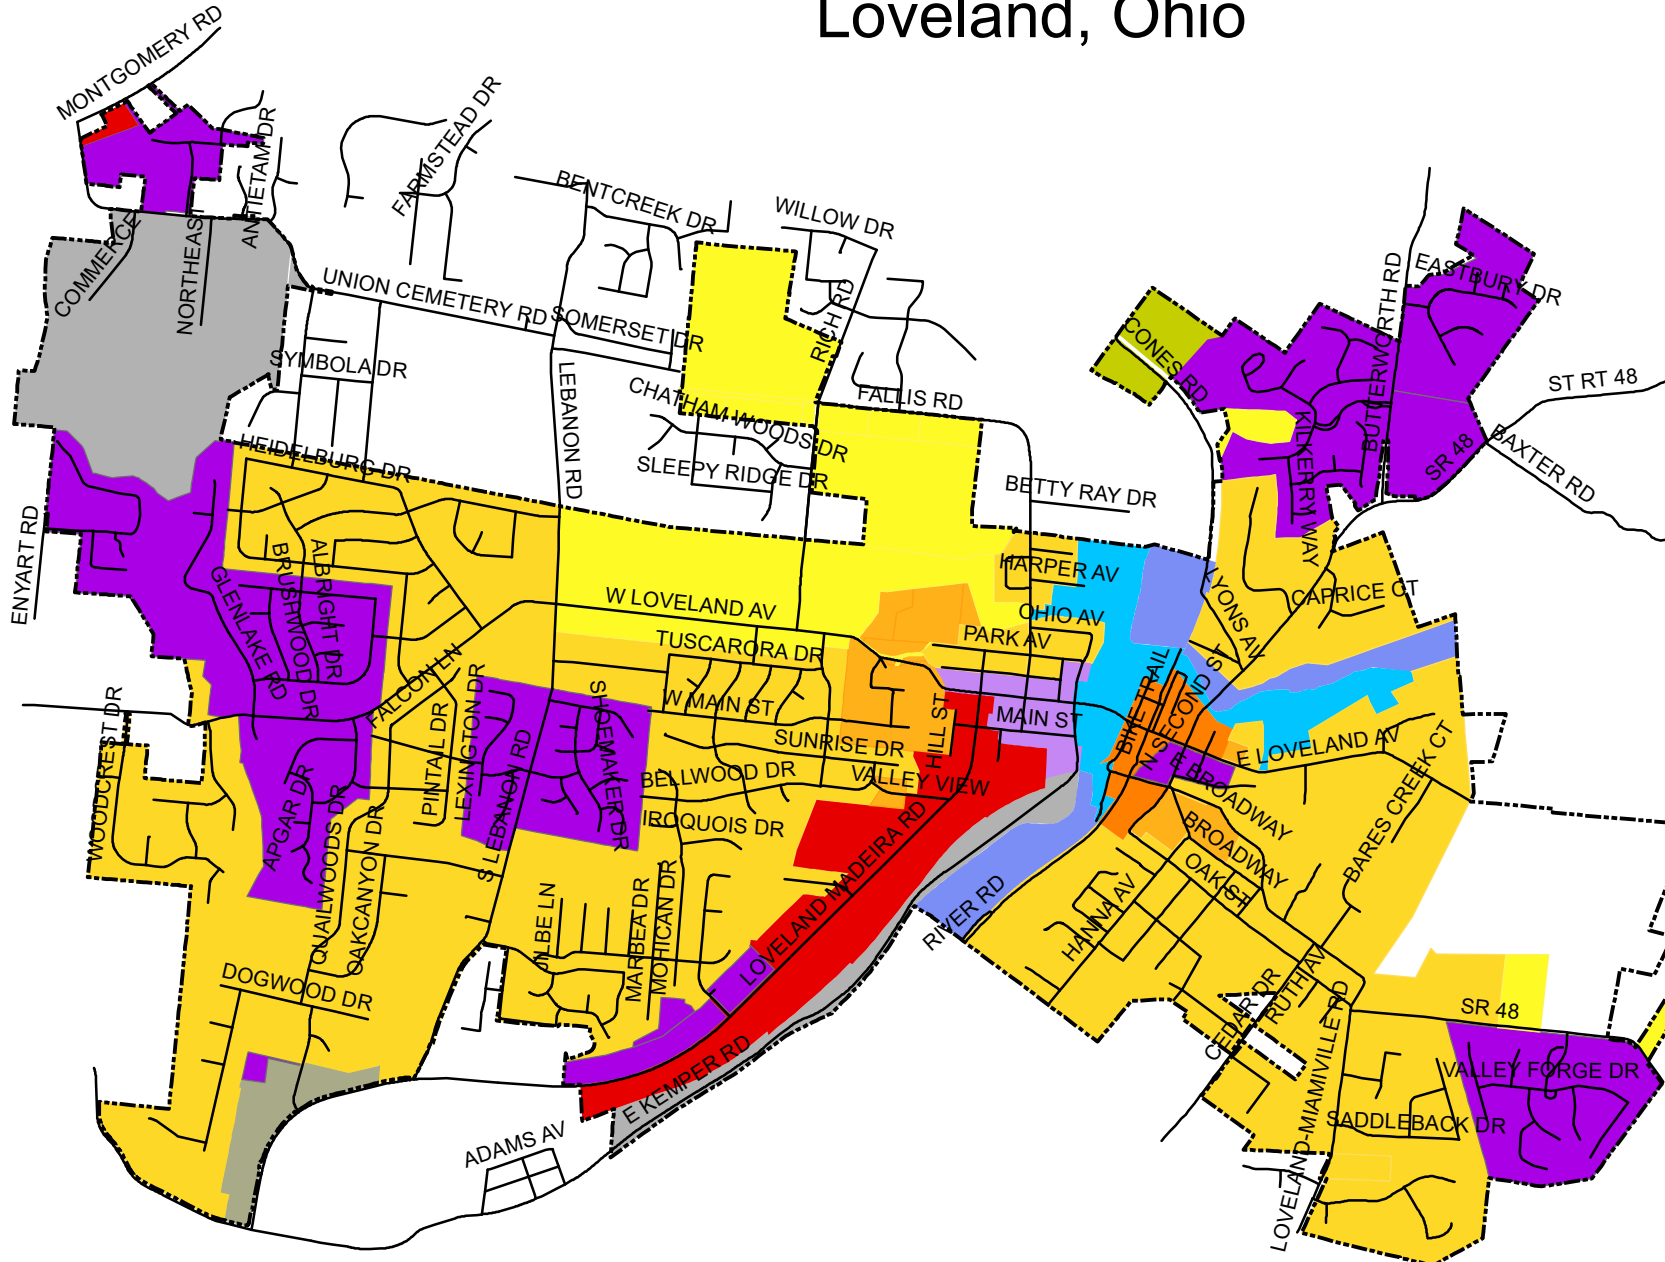 Loveland, Ohio
MONTGOMERY RD
ANTIETAM DR
FARMSTEAD DR
BENTCREEK DR
WILLOW DR
COMMERCE
NORTHEAST
UNION CEMETERY RD
SOMERSET DR
RICH RD
BUTTERWORTH RD
EASTBURY DR
CONES RD
SYMBOLA DR
LEBANON RD
CHATHAM WOODS DR
FALLIS RD
ST RT 48
KILKERRY WAY
SR 48
BAXTER RD
HEIDELBURG DR
SLEEPY RIDGE DR
BETTY RAY DR
ENYART RD
ALBRIGHT DR
BRUSHWOOD DR
GLENLAKE RD
HARPER AV
LYONS AV
CAPRICE CT
W LOVELAND AV
OHIO AV
TUSCARORA DR
PARK AV
FALCON LN
WOODCREST DR
LEXINGTON DR
PINTAL DR
SHOEMAKER DR
W MAIN ST
HILL ST
MAIN ST
BIKE TRAIL
N SECOND ST
SUNRISE DR
E LOVELAND AV
BARES CREEK CT
S LEBANON RD
BELLWOOD DR
VALLEY VIEW
E BROADWAY
APGAR DR
QUAILWOODS DR
OAKCANYON DR
IROQUOIS DR
LOVELAND MADEIRA RD
BROADWAY
OAK ST
HANNA AV
RIVER RD
JILBE LN
MARBEA DR
MOHICAN DR
DOGWOOD DR
CEDAR DR
RUTH AV
LOVELAND-MIAMIVILLE RD
SR 48
E KEMPER RD
VALLEY FORGE DR
SADDLEBACK DR
ADAMS AV